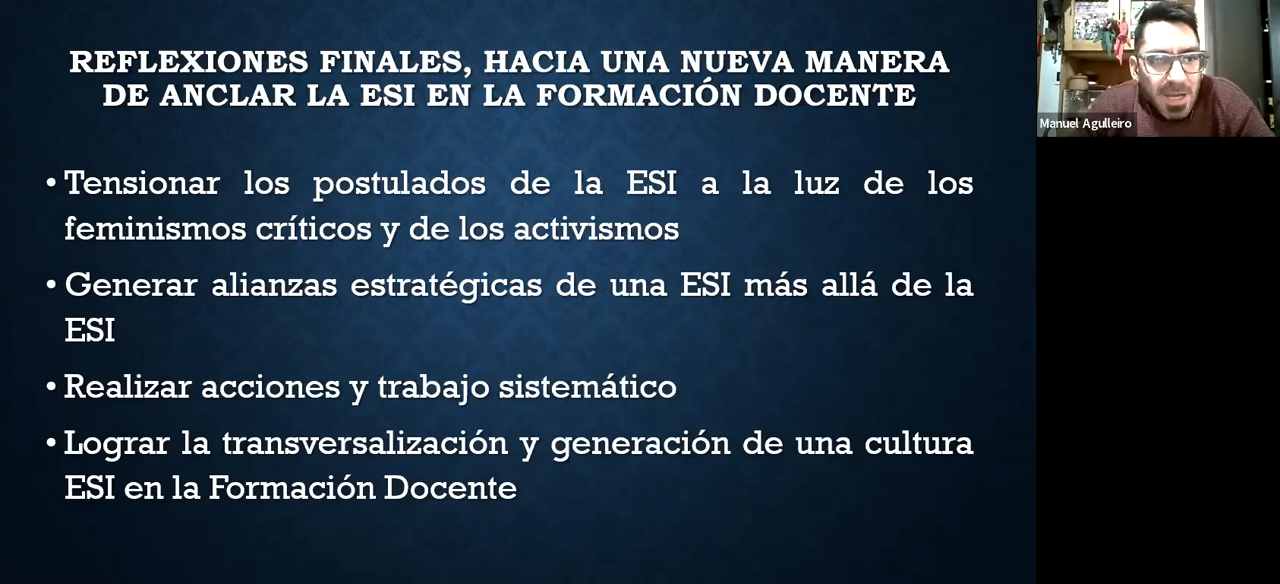 REFLEXIONES FINALES, HACIA UNA NUEVA MANERA
DE ANCLAR LA ESI EN LA FORMACIÓN DOCENTE
• Tensionar los postulados de la ESI a la luz de los
feminismos críticos y de los activismos
• Generar alianzas estratégicas de una ESI más allá de la
ESI
• Realizar acciones y trabajo sistemático
• Lograr la transversalización y generación de una cultura
ESI en la Formación Docente
Manuel Agulleiro